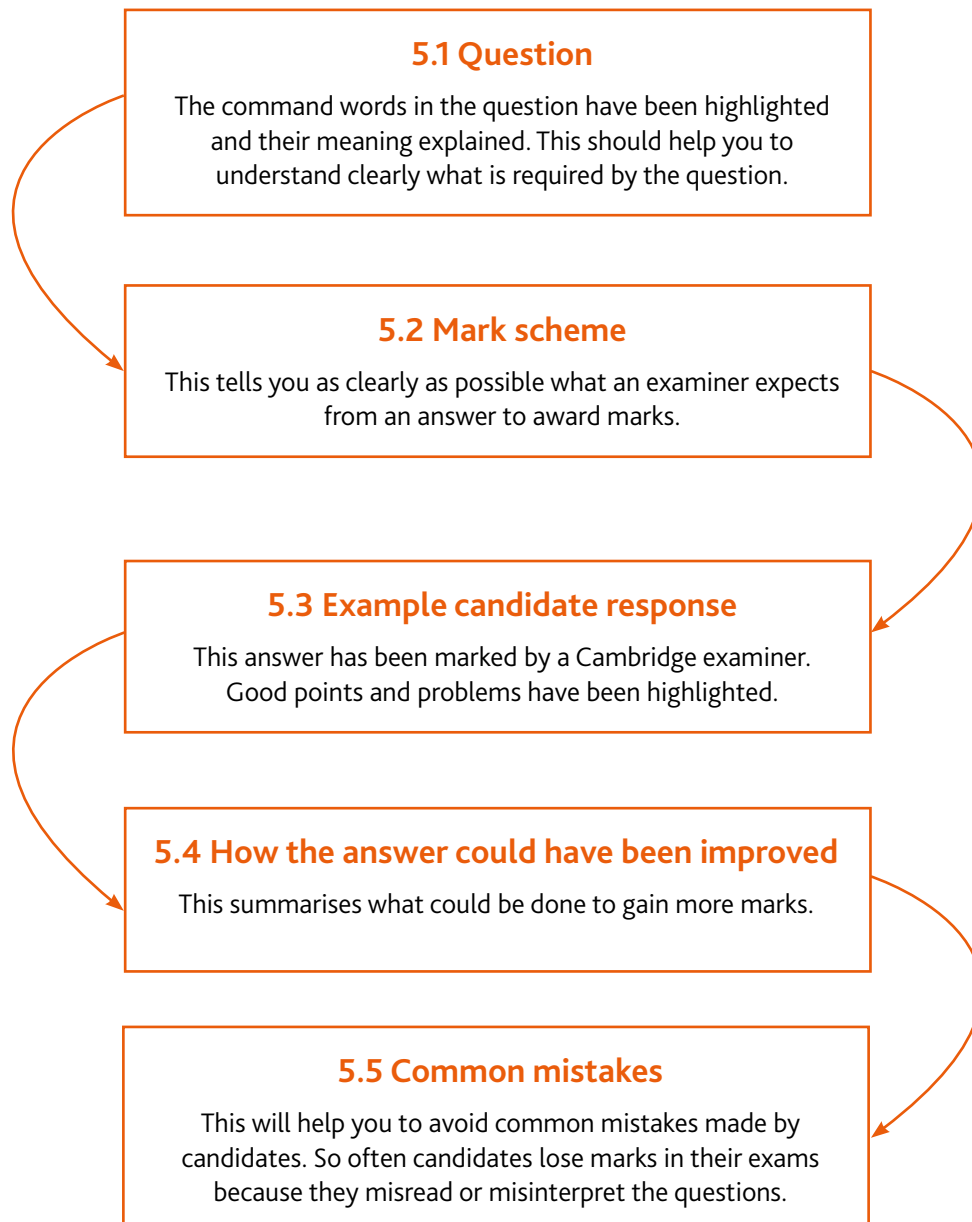 5.1 Question
The command words in the question have been highlighted
and their meaning explained. This should help you to
understand clearly what is required by the question.
5.2 Mark scheme
This tells you as clearly as possible what an examiner expects
from an answer to award marks.
5.3 Example candidate response
This answer has been marked by a Cambridge examiner.
Good points and problems have been highlighted.
5.4 How the answer could have been improved
This summarises what could be done to gain more marks.
5.5 Common mistakes
This will help you to avoid common mistakes made by
candidates. So often candidates lose marks in their exams
because they misread or misinterpret the questions.